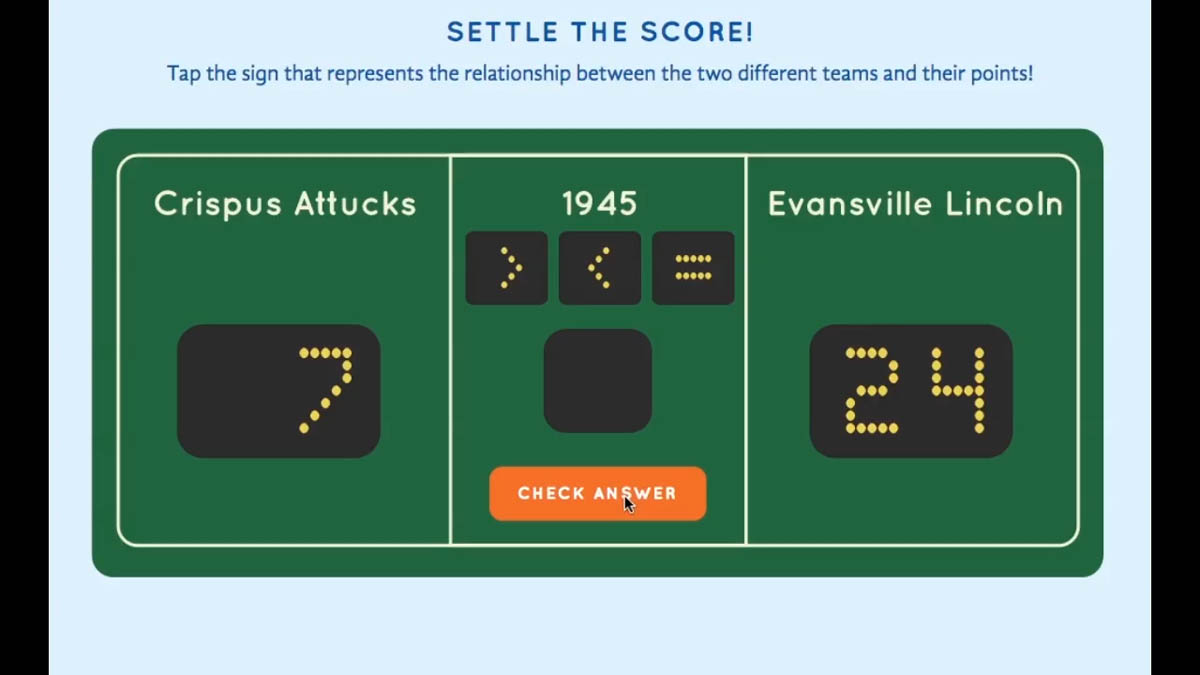 SETTLE THE SCORE!
Tap the sign that represents the relationship between the two different teams and their points!
Crispus Attucks
1945
Evansville Lincoln
> < =
7
24
CHECK ANSWER